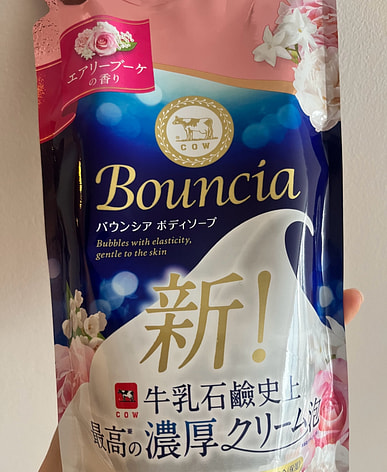 エアリーブーケ
の香り
COW
Bouncia
バウンシア ボディソープ
Bubbles with elasticity,
gentle to the skin
新!
COW
牛乳石鹼史上
最高の※濃厚クリーム泡